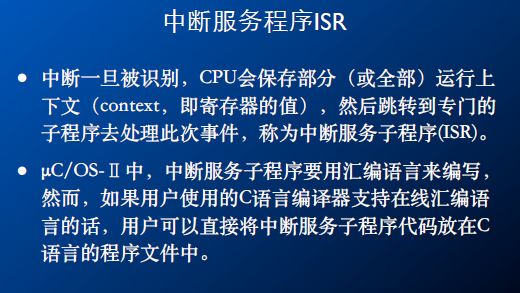 中断服务程序ISR
● 中断一旦被识别，CPU会保存部分（或全部）运行上
下文（context，即寄存器的值），然后跳转到专门的
子程序去处理此次事件，称为中断服务子程序(ISR)。
● μC/OS-Ⅱ中，中断服务子程序要用汇编语言来编写，
然而，如果用户使用的C语言编译器支持在线汇编语
言的话，用户可以直接将中断服务子程序代码放在C
语言的程序文件中。